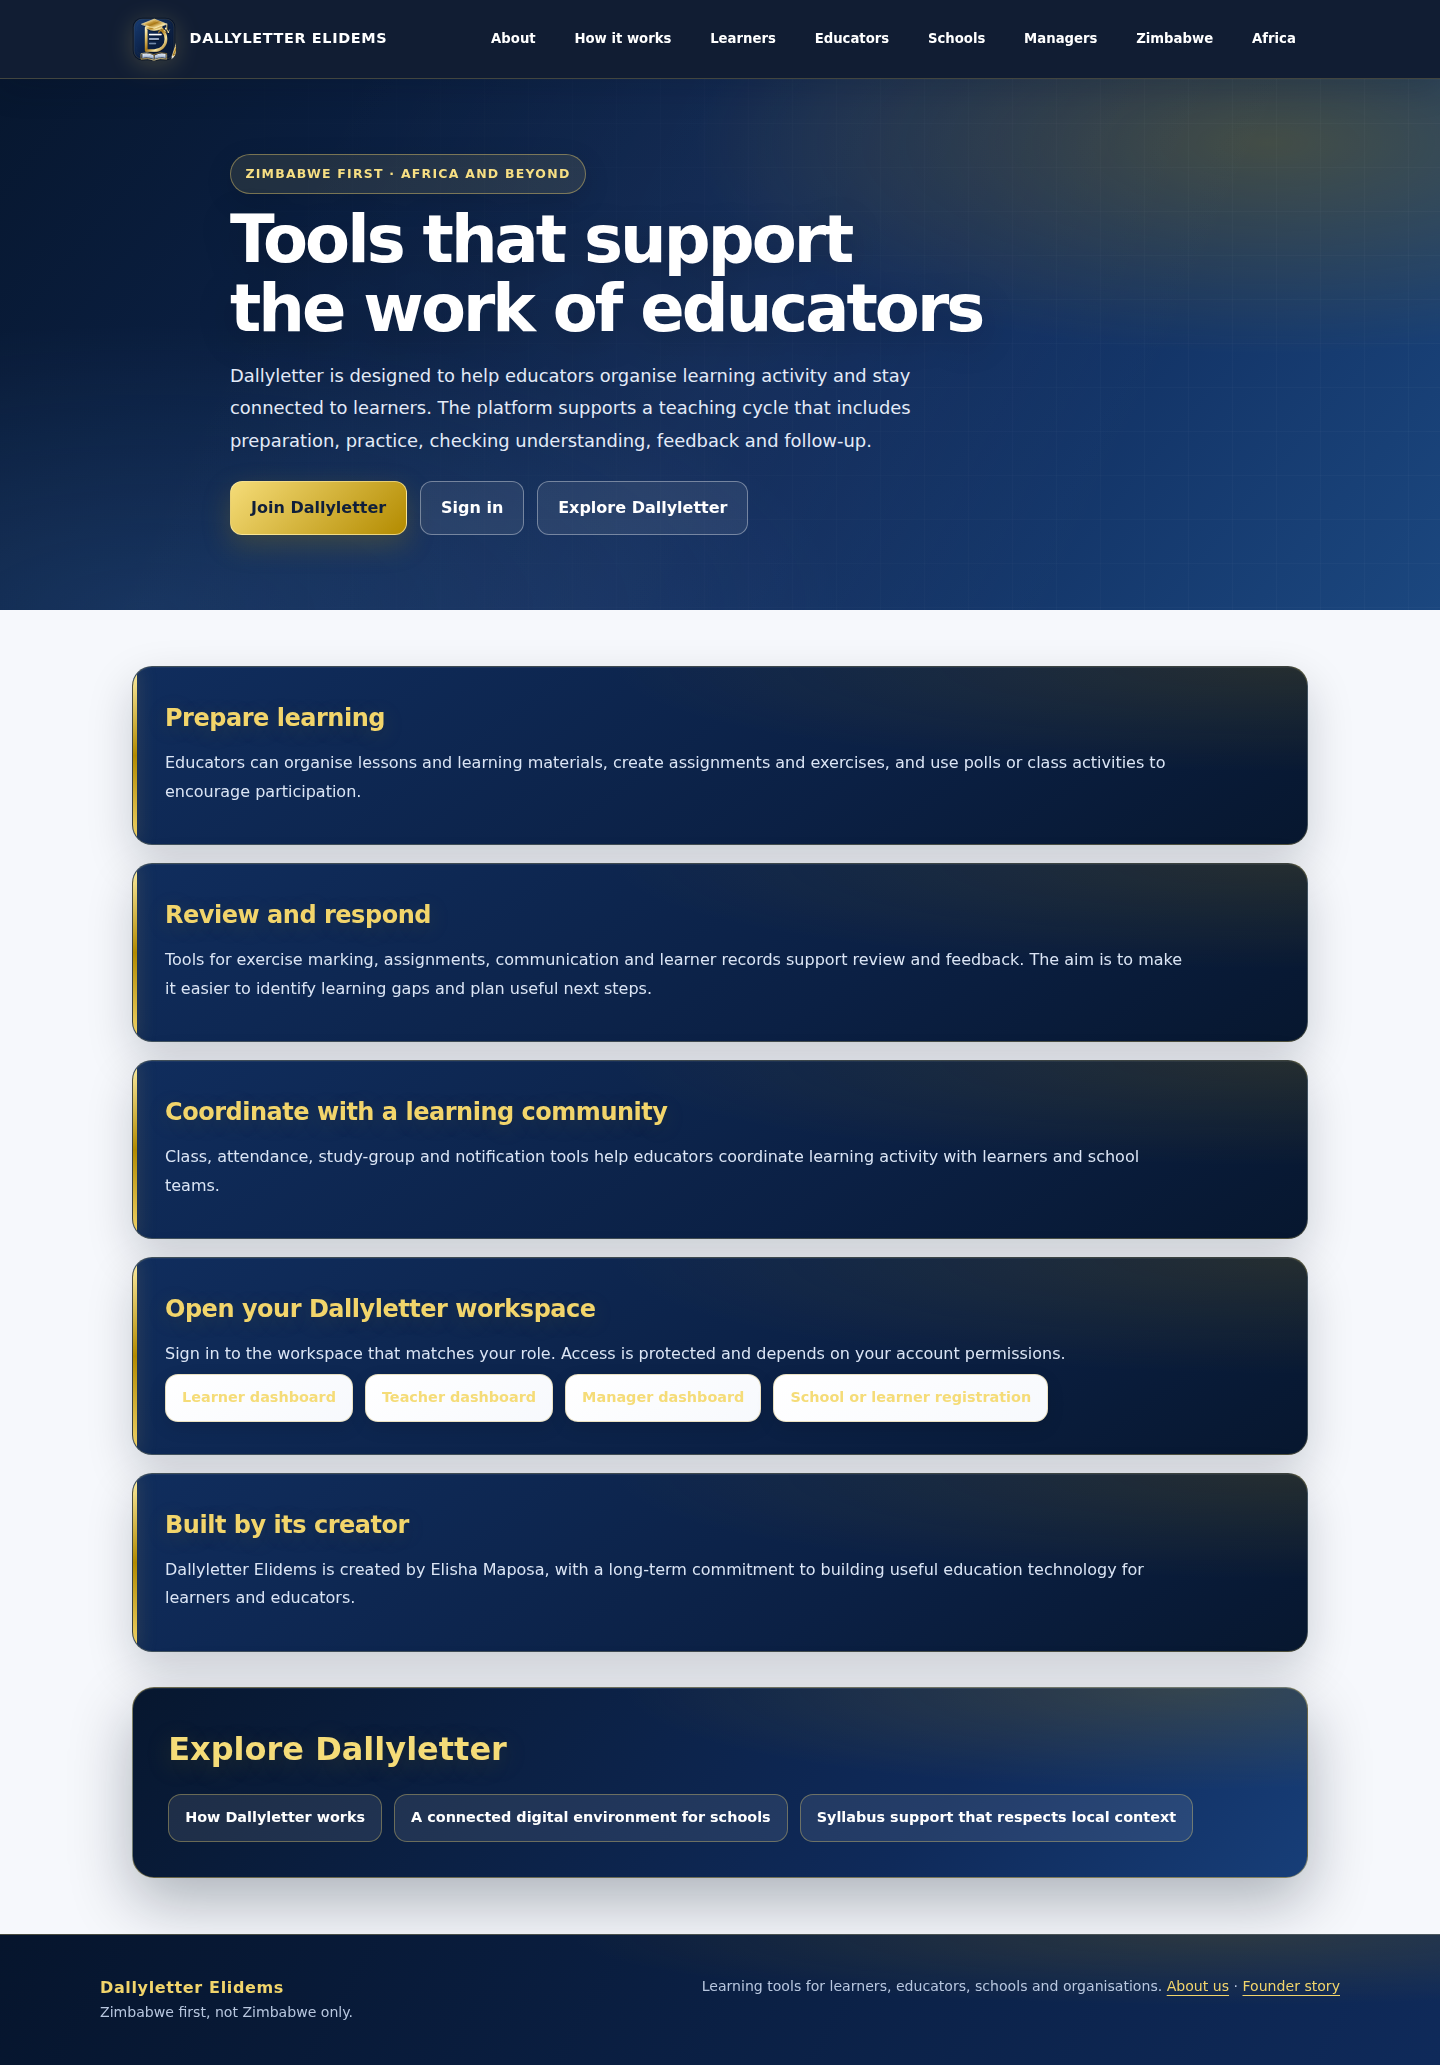 DALLYLETTER ELIDEMS
About
How it works
Learners
Educators
Schools
Managers
Zimbabwe
Africa
ZIMBABWE FIRST · AFRICA AND BEYOND
Tools that support
the work of educators
Dallyletter is designed to help educators organise learning activity and stay
connected to learners. The platform supports a teaching cycle that includes
preparation, practice, checking understanding, feedback and follow-up.
Join Dallyletter
Sign in
Explore Dallyletter
Prepare learning
Educators can organise lessons and learning materials, create assignments and exercises, and use polls or class activities to
encourage participation.
Review and respond
Tools for exercise marking, assignments, communication and learner records support review and feedback. The aim is to make
it easier to identify learning gaps and plan useful next steps.
Coordinate with a learning community
Class, attendance, study-group and notification tools help educators coordinate learning activity with learners and school
teams.
Open your Dallyletter workspace
Sign in to the workspace that matches your role. Access is protected and depends on your account permissions.
Learner dashboard
Teacher dashboard
Manager dashboard
School or learner registration
Built by its creator
Dallyletter Elidems is created by Elisha Maposa, with a long-term commitment to building useful education technology for
learners and educators.
Explore Dallyletter
How Dallyletter works
A connected digital environment for schools
Syllabus support that respects local context
Dallyletter Elidems
Zimbabwe first, not Zimbabwe only.
Learning tools for learners, educators, schools and organisations. About us · Founder story